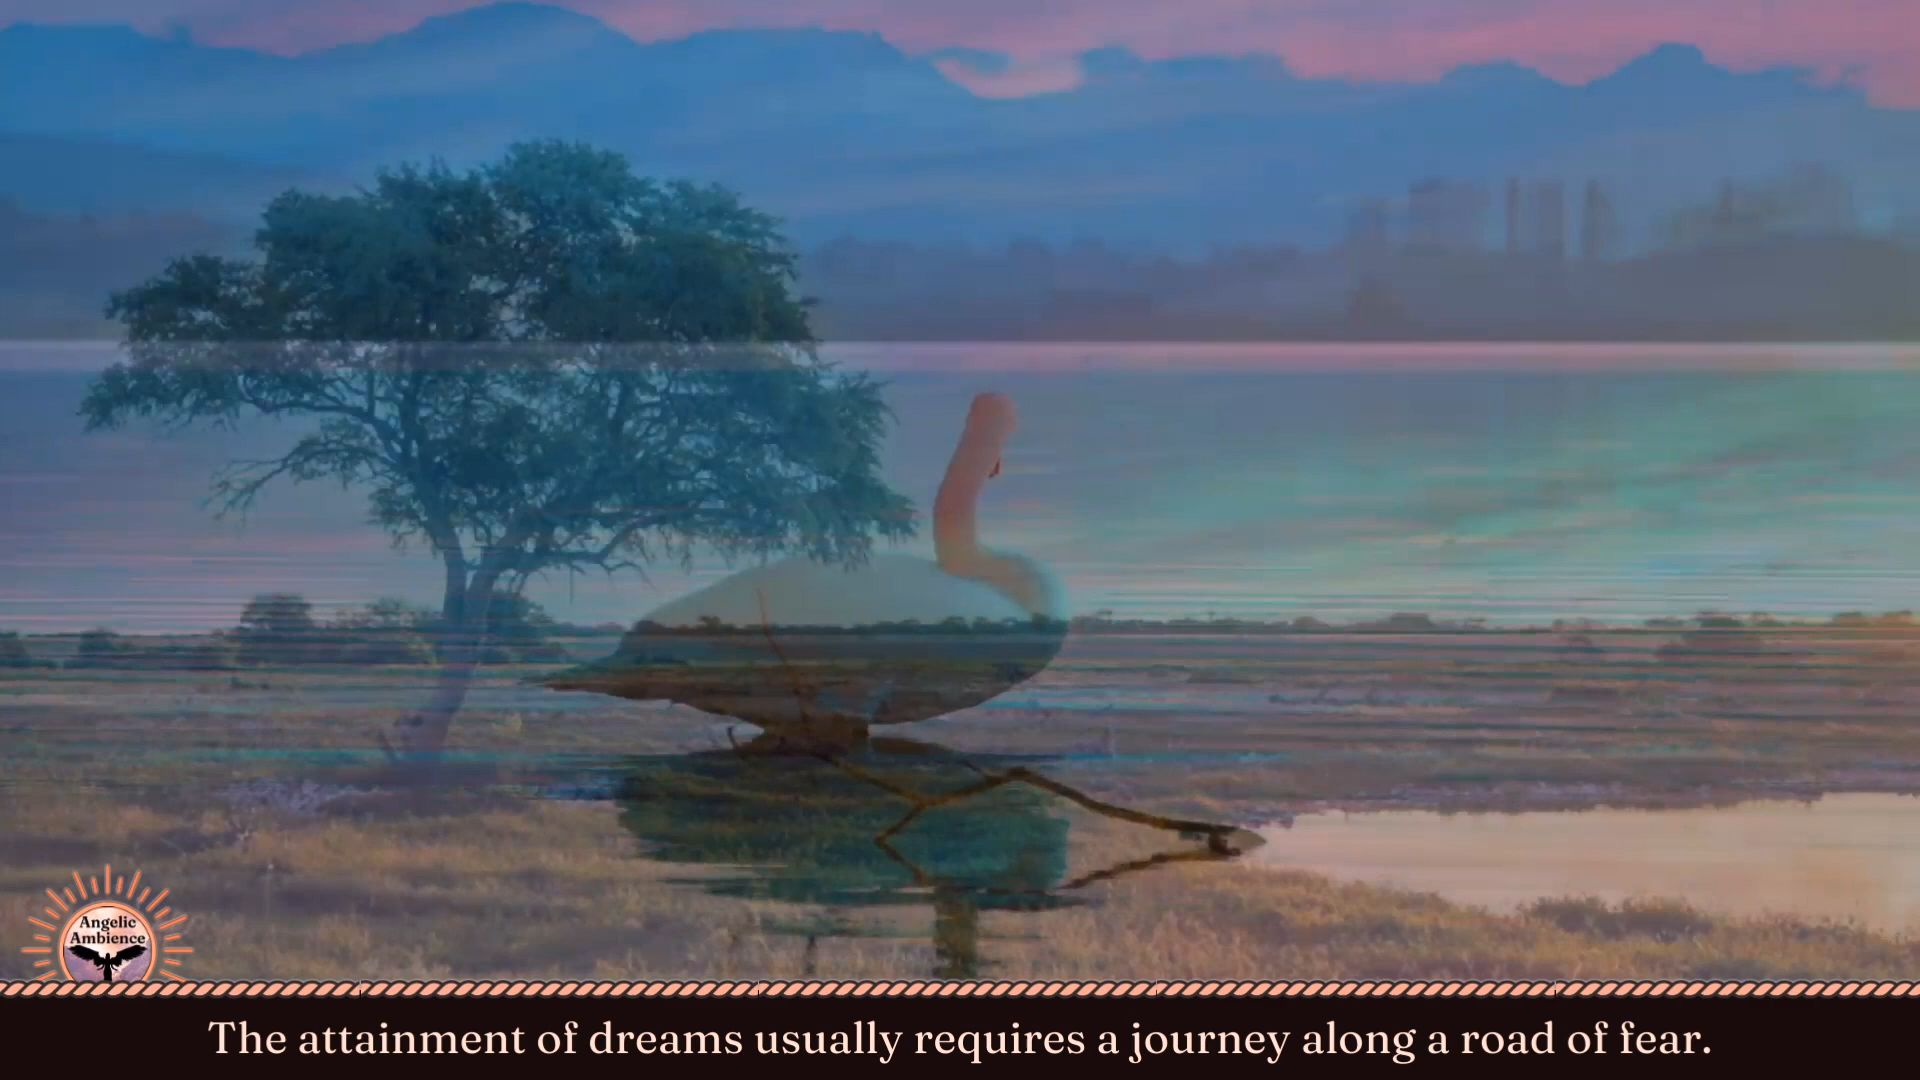 Angelic
Ambience
The attainment of dreams usually requires a journey along a road of fear.